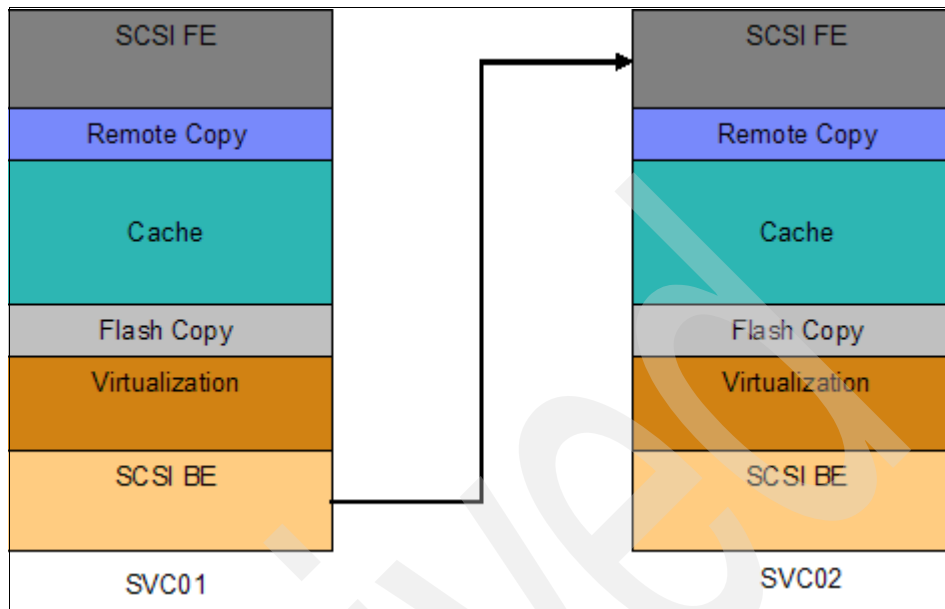 SCSI FE
Remote Copy
Cache
Flash Copy
Virtualization
SCSI BE
SVC01
SCSI FE
Remote Copy
Cache
Flash Copy
Virtualization
SCSI BE
SVC02